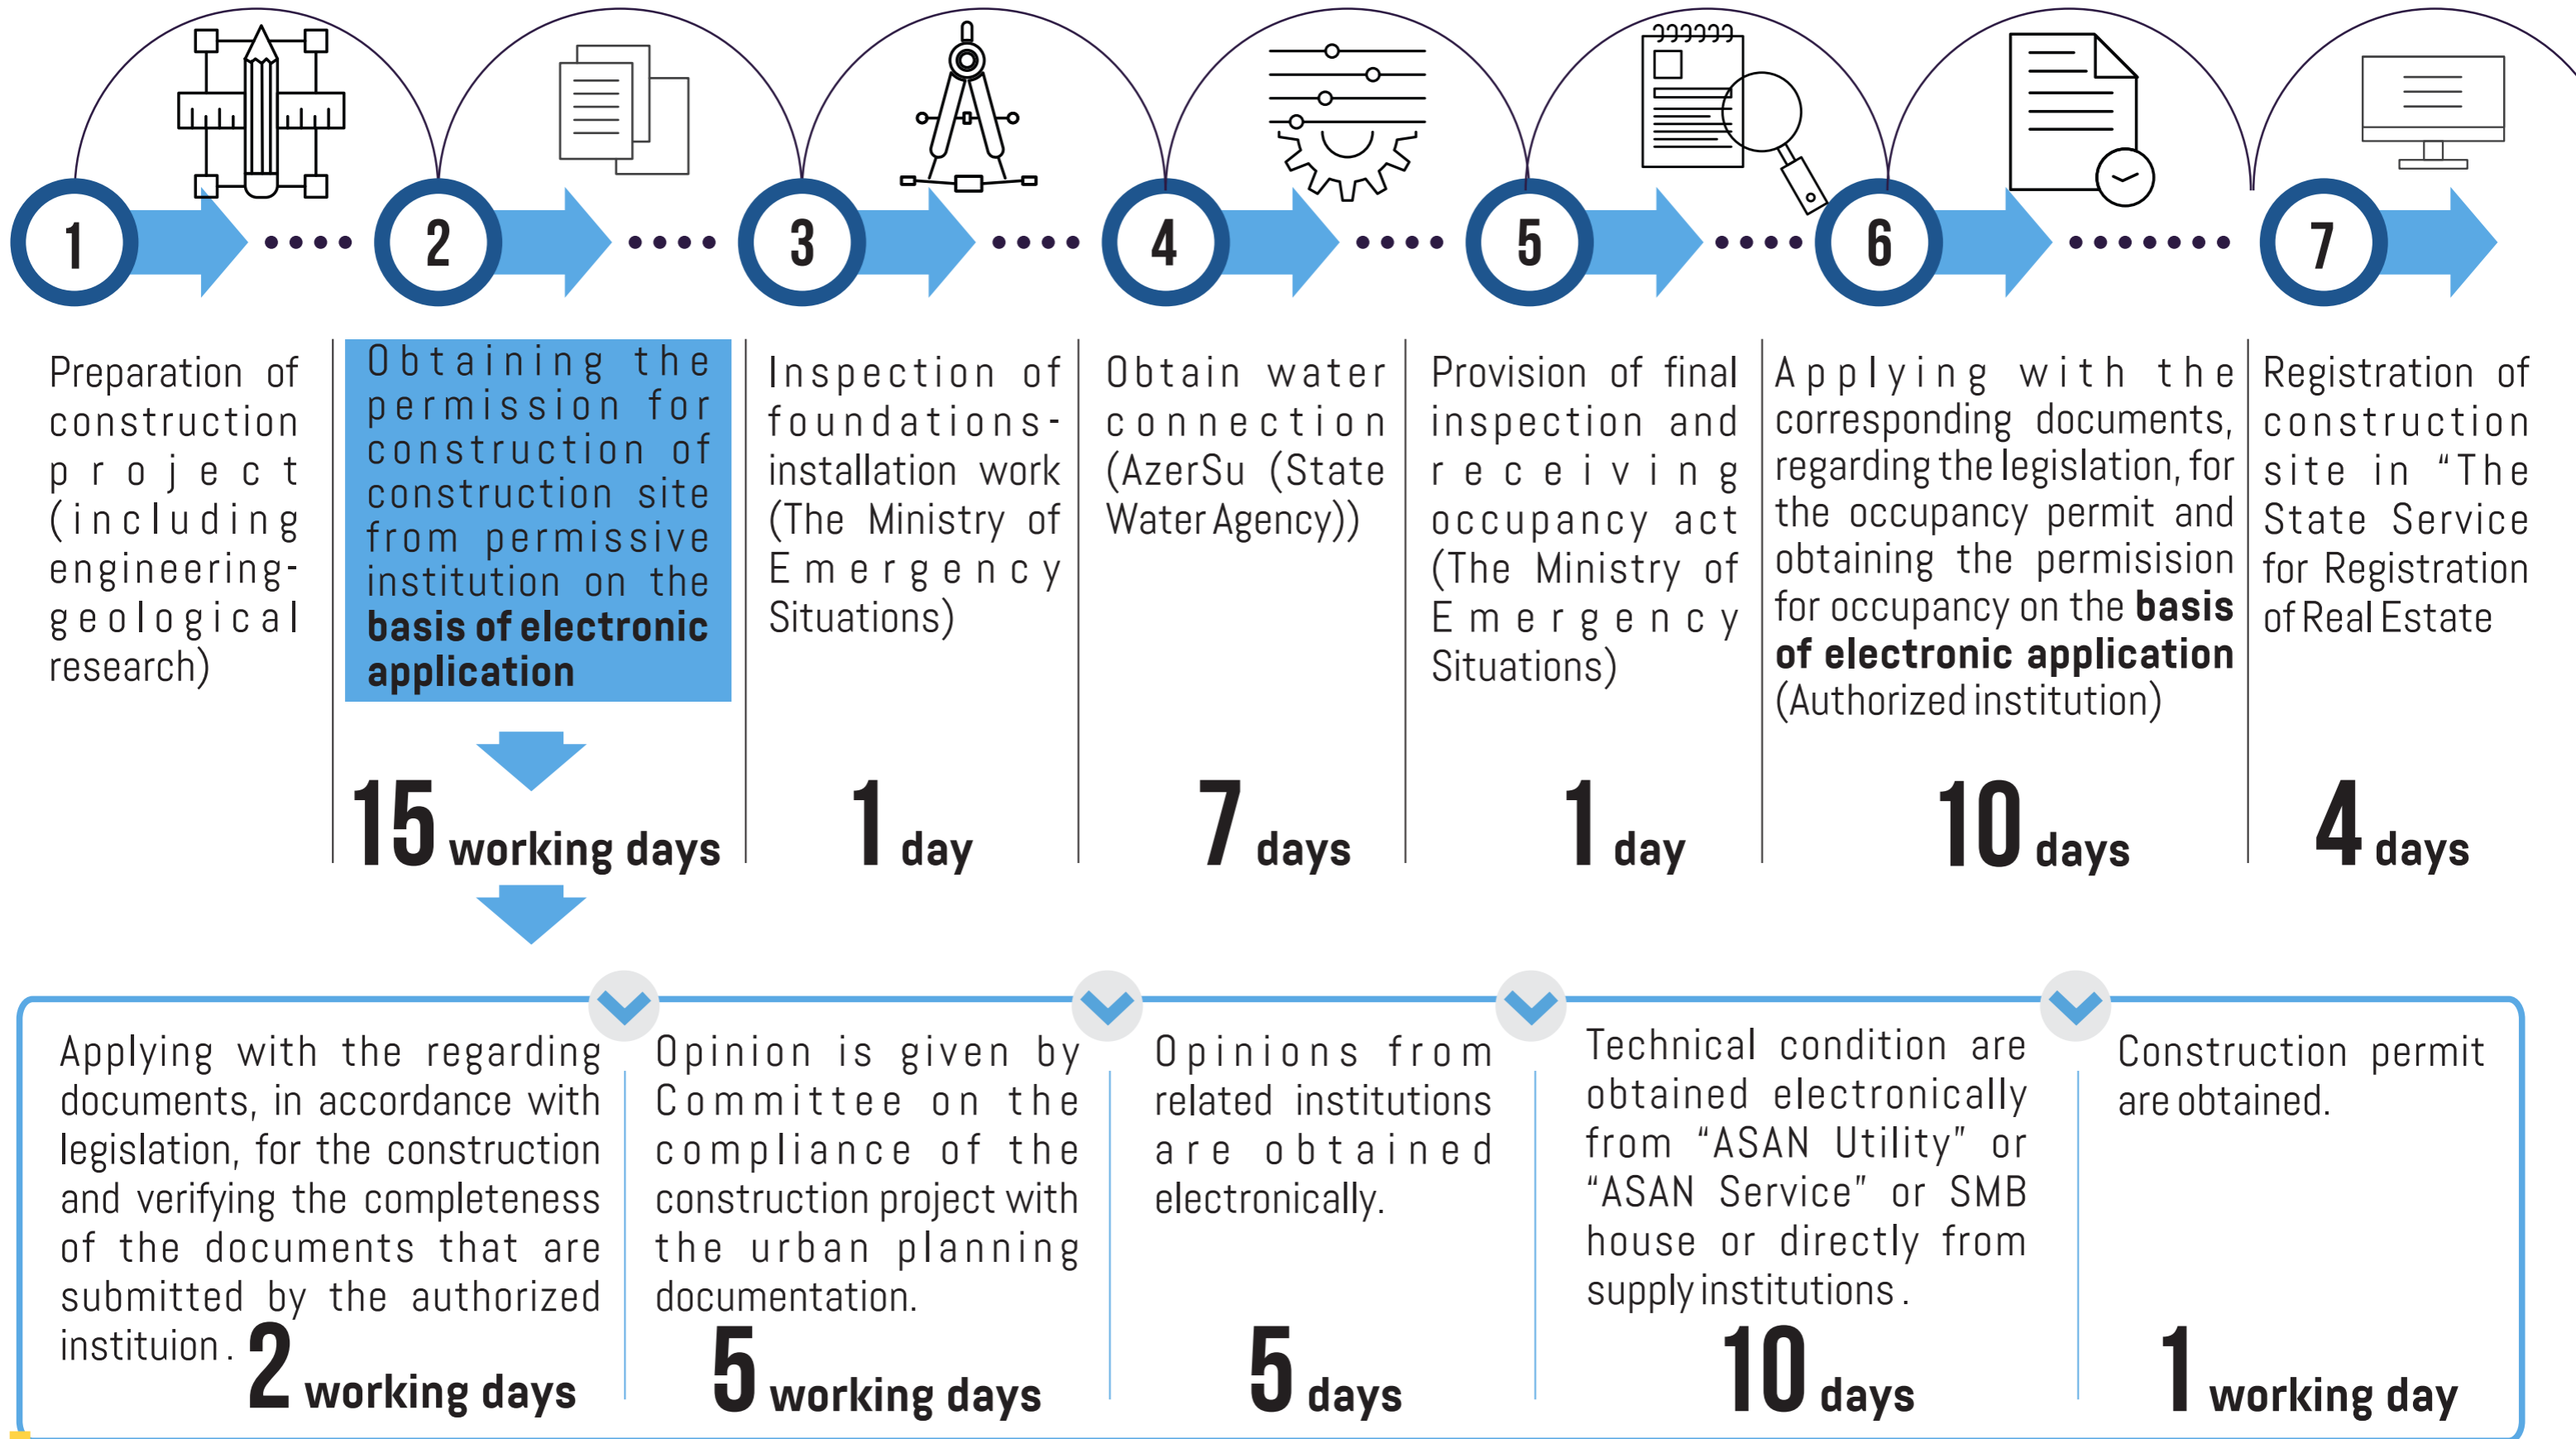 1
2
3
4
5
6
7
Preparation of
construction
project
(including
engineering-
geological
research)
Obtaining the
permission for
construction of
construction site
from permissive
institution on the
basis of electronic
application
15 working days
Inspection of
foundations-
installation work
(The Ministry of
Emergency
Situations)
1 day
Obtain water
connection
(AzerSu (State
Water Agency))
7 days
Provision of final
inspection and
receiving
occupancy act
(The Ministry of
Emergency
Situations)
1 day
Applying with the
corresponding documents,
regarding the legislation, for
the occupancy permit and
obtaining the permisision
for occupancy on the basis
of electronic application
(Authorized institution)
10 days
Registration of
construction
site in “The
State Service
for Registration
of Real Estate
4 days
Applying with the regarding
documents, in accordance with
legislation, for the construction
and verifying the completeness
of the documents that are
submitted by the authorized
instituion .
2 working days
Opinion is given by
Committee on the
compliance of the
construction project with
the urban planning
documentation.
5 working days
Opinions from
related institutions
are obtained
electronically.
5 days
Technical condition are
obtained electronically
from “ASAN Utility” or
“ASAN Service” or SMB
house or directly from
supply institutions .
10 days
Construction permit
are obtained.
1 working day